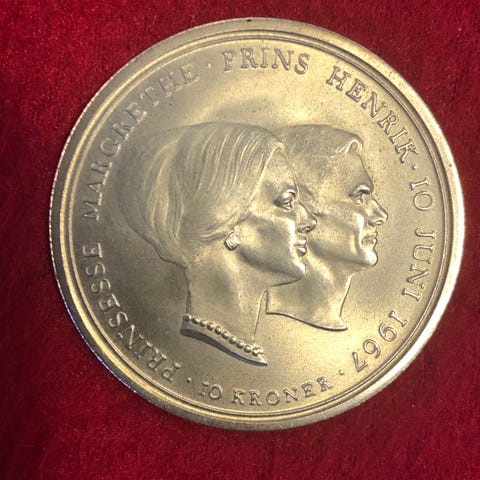 PRINSESSE MARGRETHE · PRINS HENRIK · 10 JUNI 1967 ·
10 KRONER ·